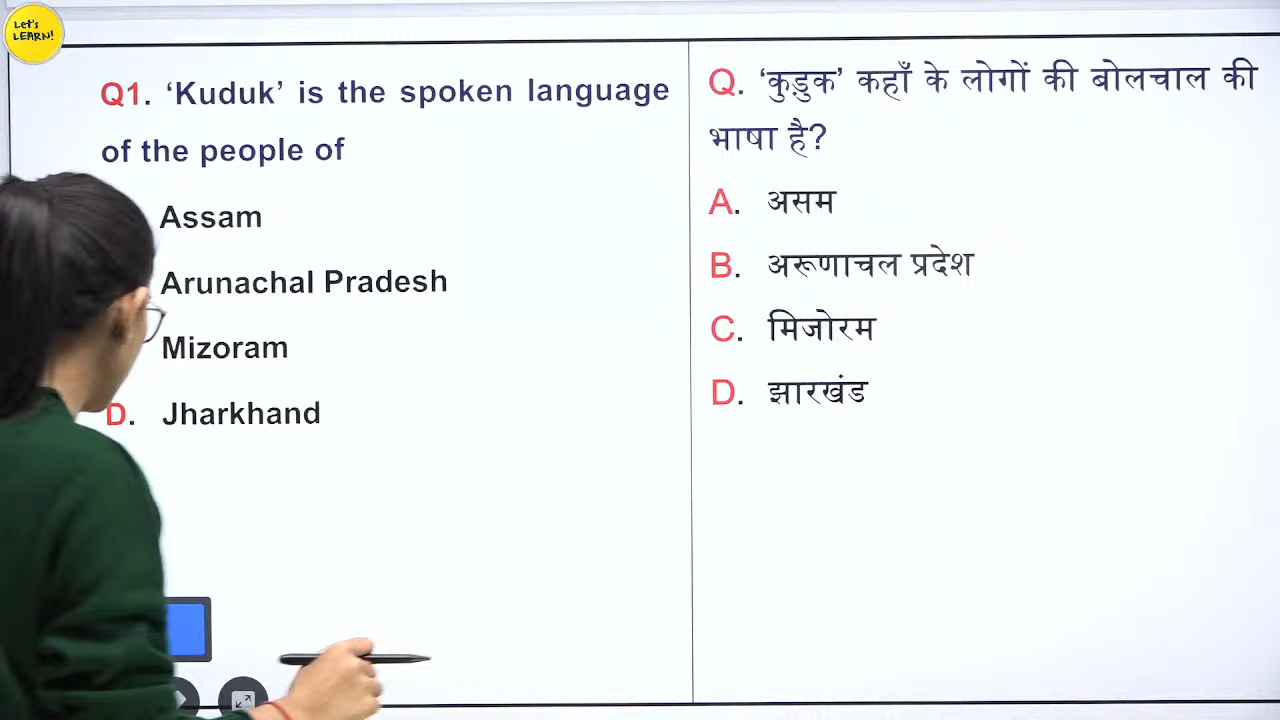 Let's
LEARN!
Q1. ‘Kuduk’ is the spoken language
of the people of
Assam
Arunachal Pradesh
Mizoram
D. Jharkhand
Q. ‘कुड़ुक’ कहाँ के लोगों की बोलचाल की
भाषा है?
A. असम
B. अरूणाचल प्रदेश
C. मिजोरम
D. झारखंड